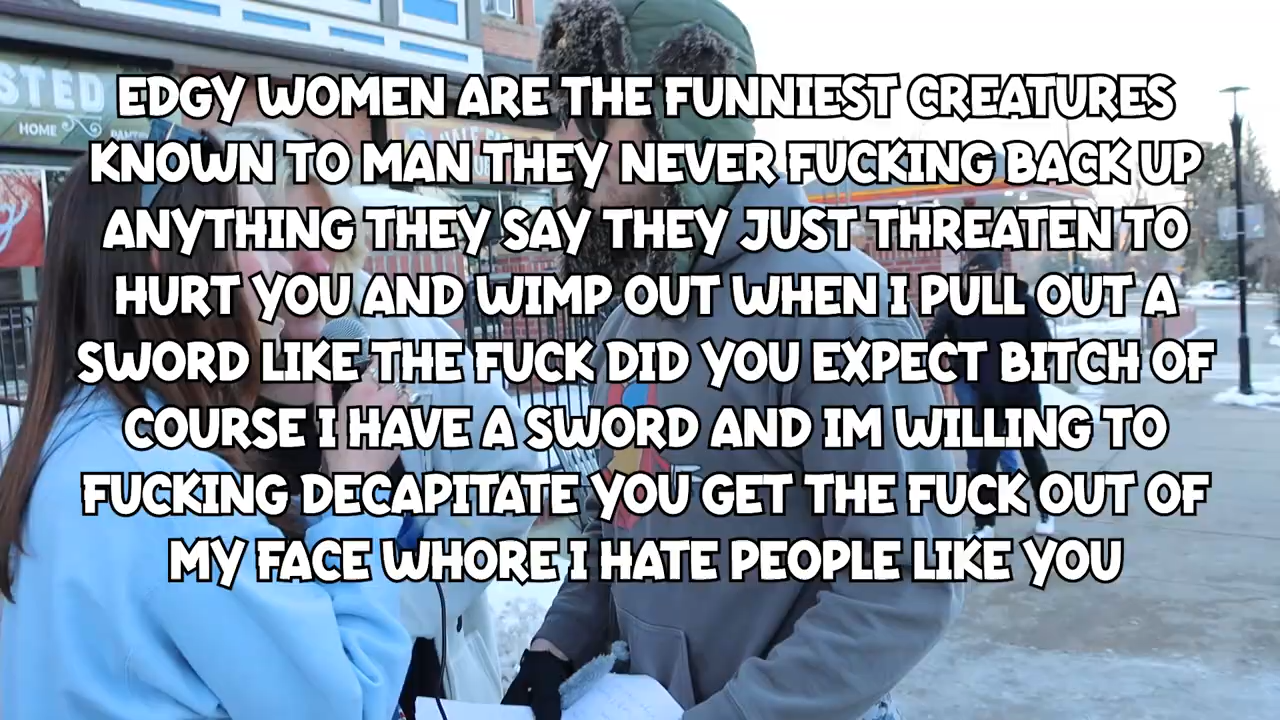 STED
HOME
EDGY WOMEN ARE THE FUNNIEST CREATURES
KNOWN TO MAN THEY NEVER FUCKING BACK UP
ANYTHING THEY SAY THEY JUST THREATEN TO
HURT YOU AND WIMP OUT WHEN I PULL OUT A
SWORD LIKE THE FUCK DID YOU EXPECT BITCH OF
COURSE I HAVE A SWORD AND IM WILLING TO
FUCKING DECAPITATE YOU GET THE FUCK OUT OF
MY FACE WHORE I HATE PEOPLE LIKE YOU